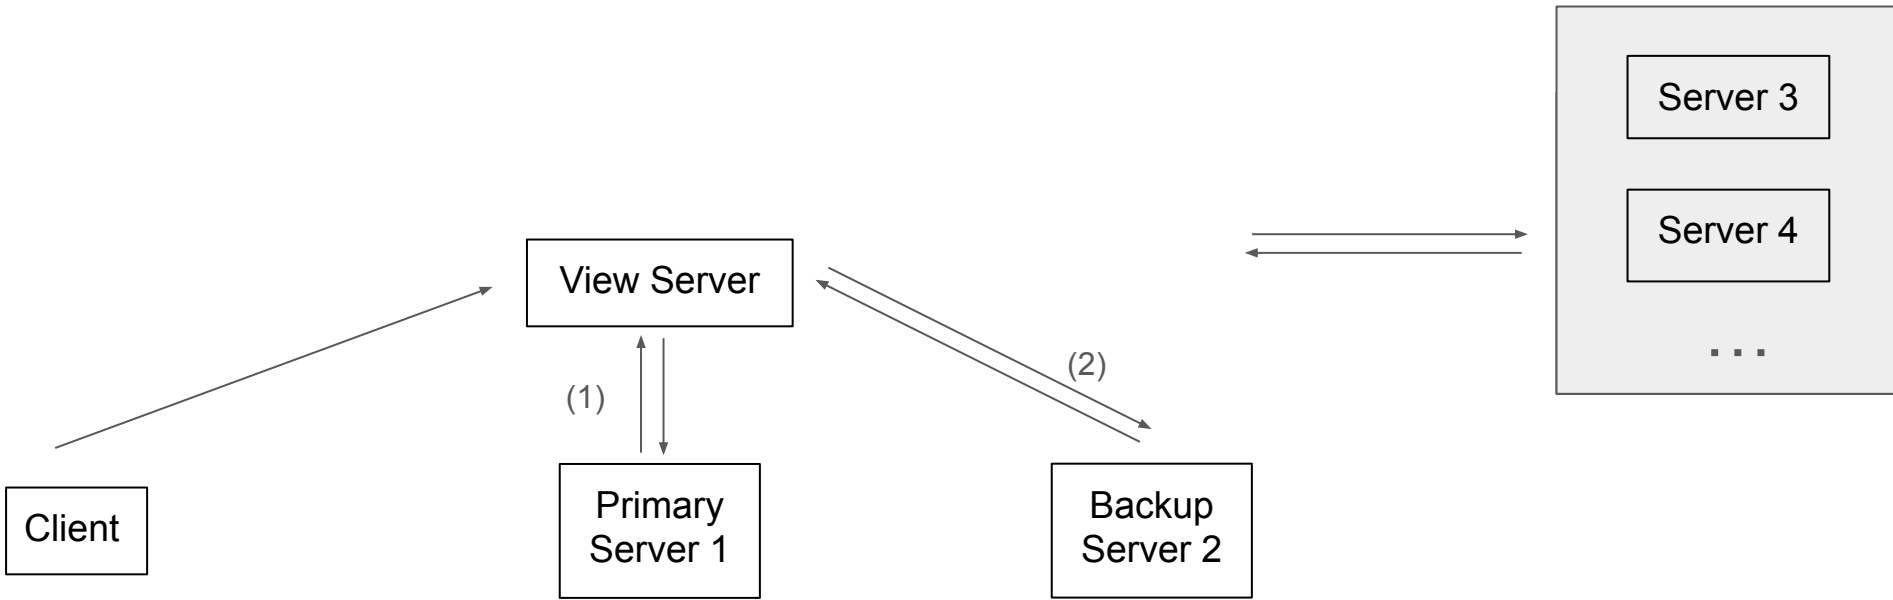 Server 3
Server 4
...
View Server
(1)
(2)
Client
Primary
Server 1
Backup
Server 2